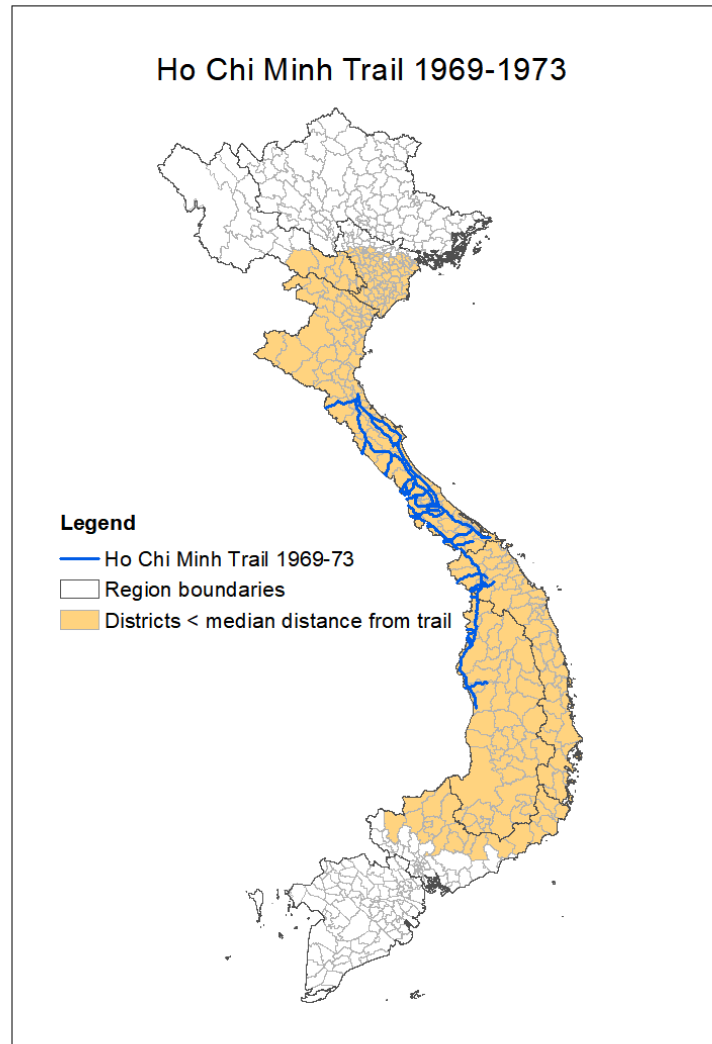 Ho Chi Minh Trail 1969-1973
Legend
Ho Chi Minh Trail 1969-73
Region boundaries
Districts < median distance from trail